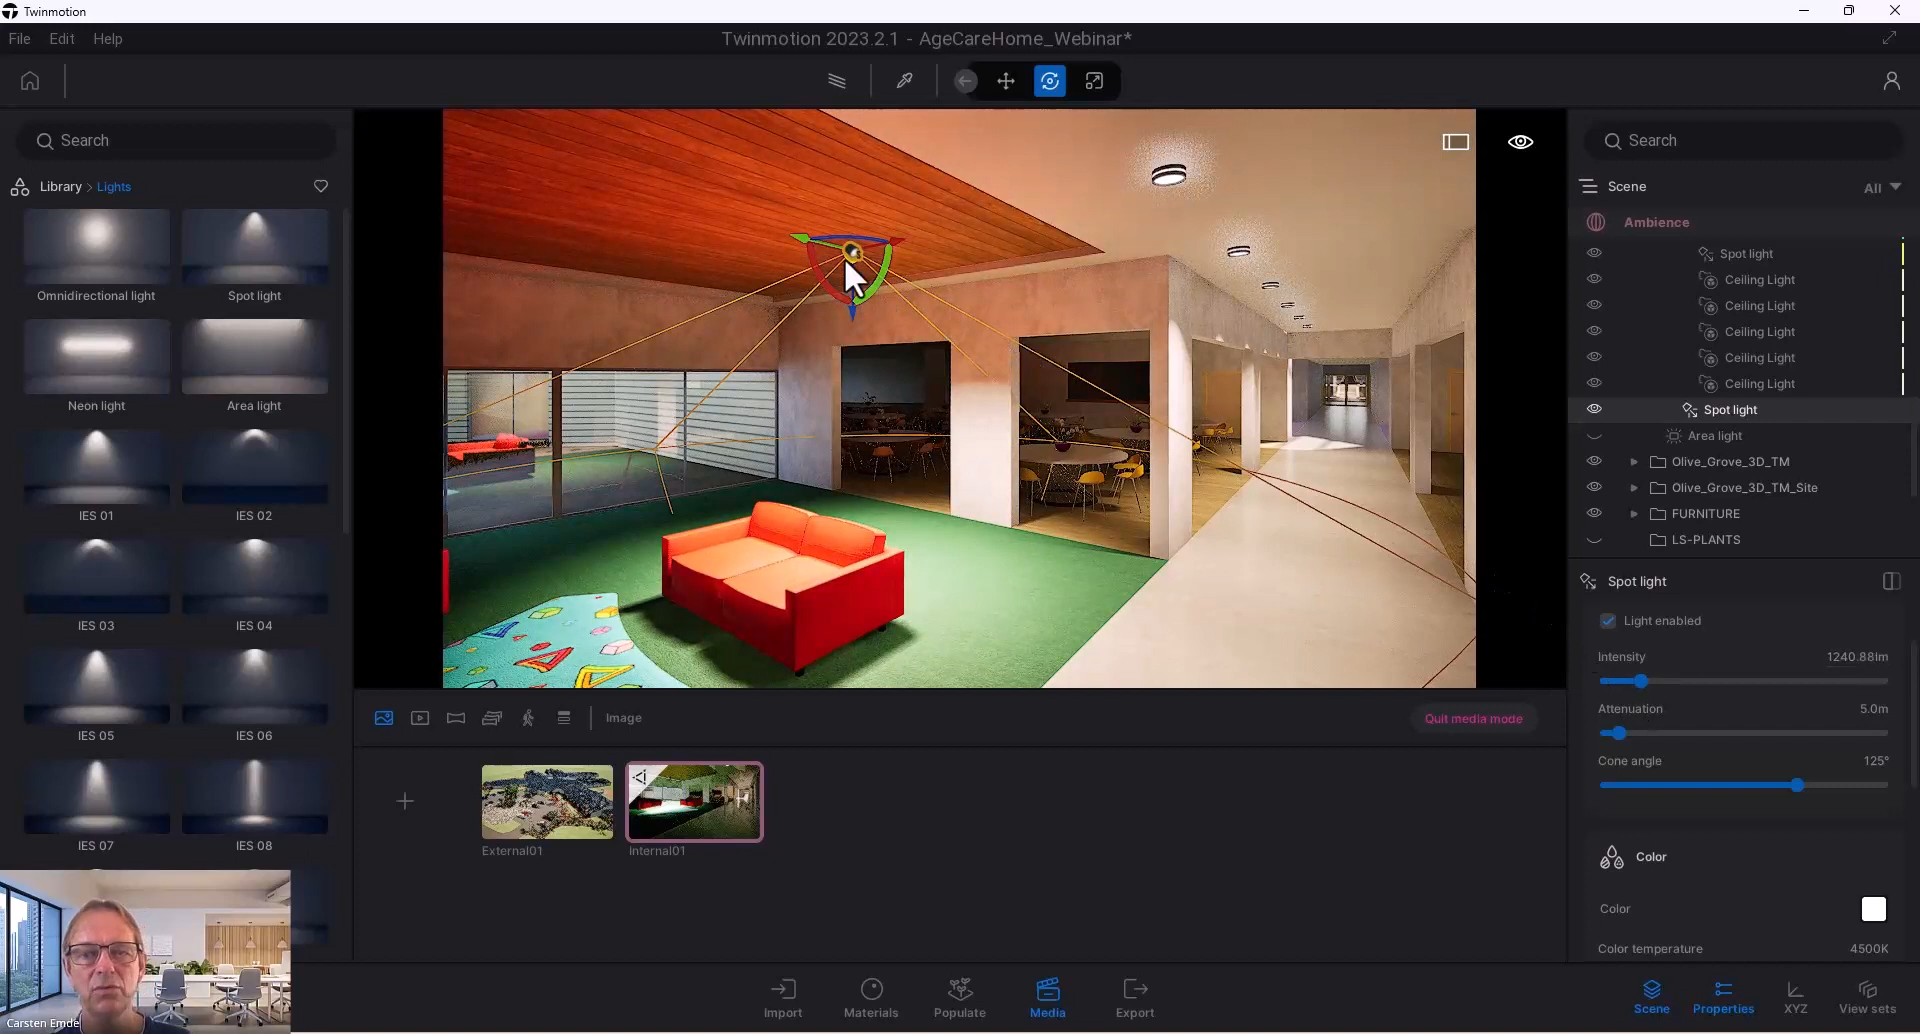 Twinmotion
File Edit Help
Twinmotion 2023.2.1 - AgeCareHome_Webinar*
Search
Library > Lights
Omnidirectional light
Spot light
Neon light
Area light
IES 01
IES 02
IES 03
IES 04
IES 05
IES 06
IES 07
IES 08
Carsten Emde
Image
Quit media mode
External01
Internal01
Import
Materials
Populate
Media
Export
Search
Scene
All
Ambience
Spot light
Ceiling Light
Ceiling Light
Ceiling Light
Ceiling Light
Ceiling Light
Spot light
Area light
Olive_Grove_3D_TM
Olive_Grove_3D_TM_Site
FURNITURE
LS-PLANTS
Spot light
Light enabled
Intensity 1240.88lm
Attenuation 5.0m
Cone angle 125°
Color
Color
Color temperature 4500K
Scene
Properties
XYZ
View sets